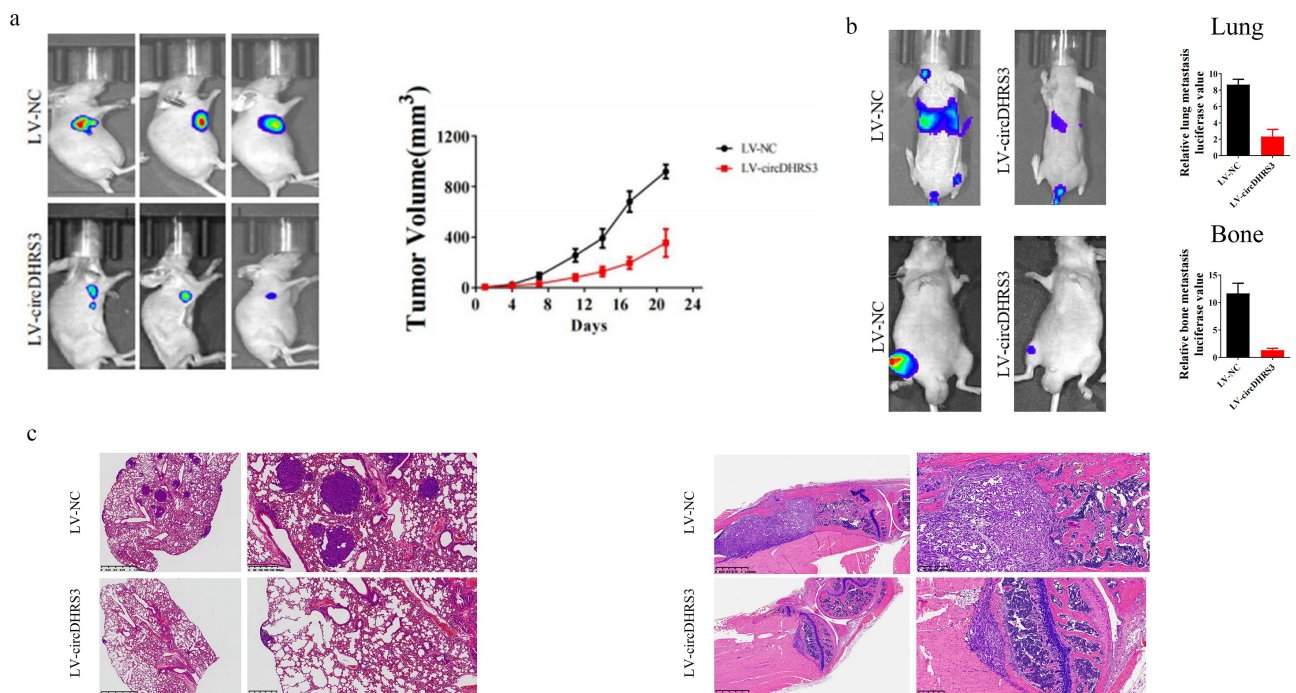 a
LV-NC
LV-circDHRS3
Tumor Volume(mm³)
1200
800
400
0
0
4
8
12
16
20
24
Days
LV-NC
LV-circDHRS3
b
LV-NC
LV-circDHRS3
Lung
Relative lung metastasis
luciferase value
10
8
6
4
2
0
LV-NC
LV-circDHRS3
LV-NC
LV-circDHRS3
Bone
Relative bone metastasis
luciferase value
15
10
5
0
LV-NC
LV-circDHRS3
c
LV-NC
LV-circDHRS3
LV-NC
LV-circDHRS3